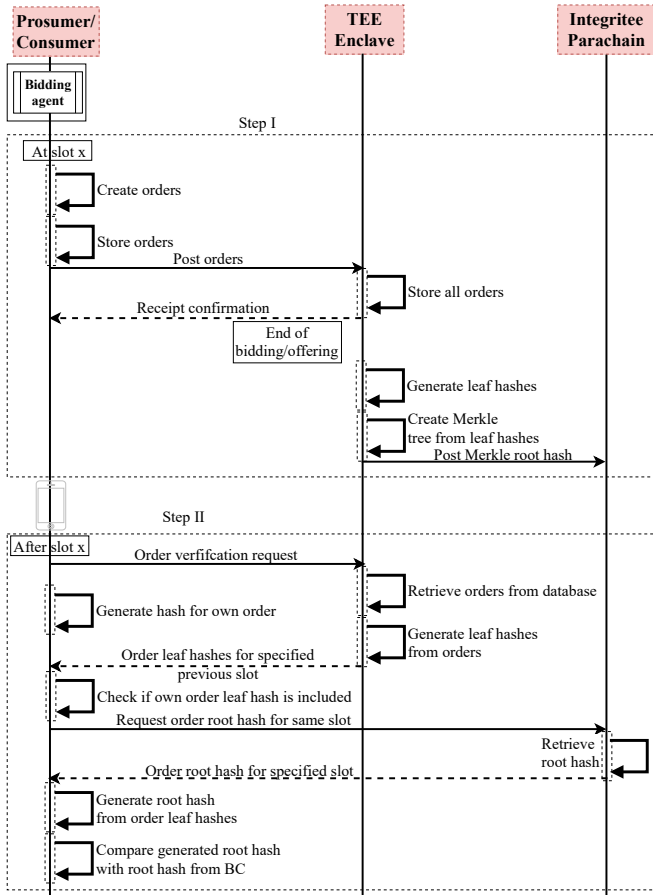 Prosumer/
Consumer
TEE
Enclave
Integritee
Parachain
Bidding
agent
Step I
At slot x
Create orders
Store orders
Post orders
Store all orders
Receipt confirmation
End of
bidding/offering
Generate leaf hashes
Create Merkle
tree from leaf hashes
Post Merkle root hash
Step II
After slot x
Order verifcation request
Retrieve orders from database
Generate hash for own order
Generate leaf hashes
from orders
Order leaf hashes for specified
previous slot
Check if own order leaf hash is included
Request order root hash for same slot
Retrieve
root hash
Order root hash for specified slot
Generate root hash
from order leaf hashes
Compare generated root hash
with root hash from BC